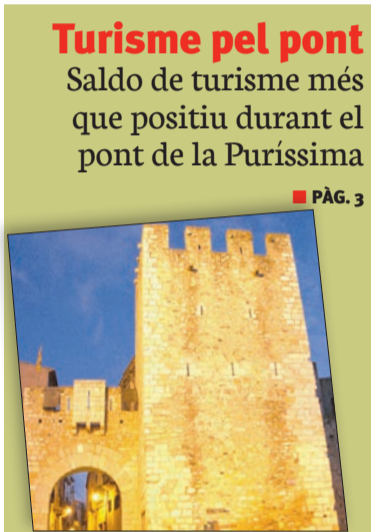 Turisme pel pont
Saldo de turisme més
que positiu durant el
pont de la Puríssima
PÀG. 3